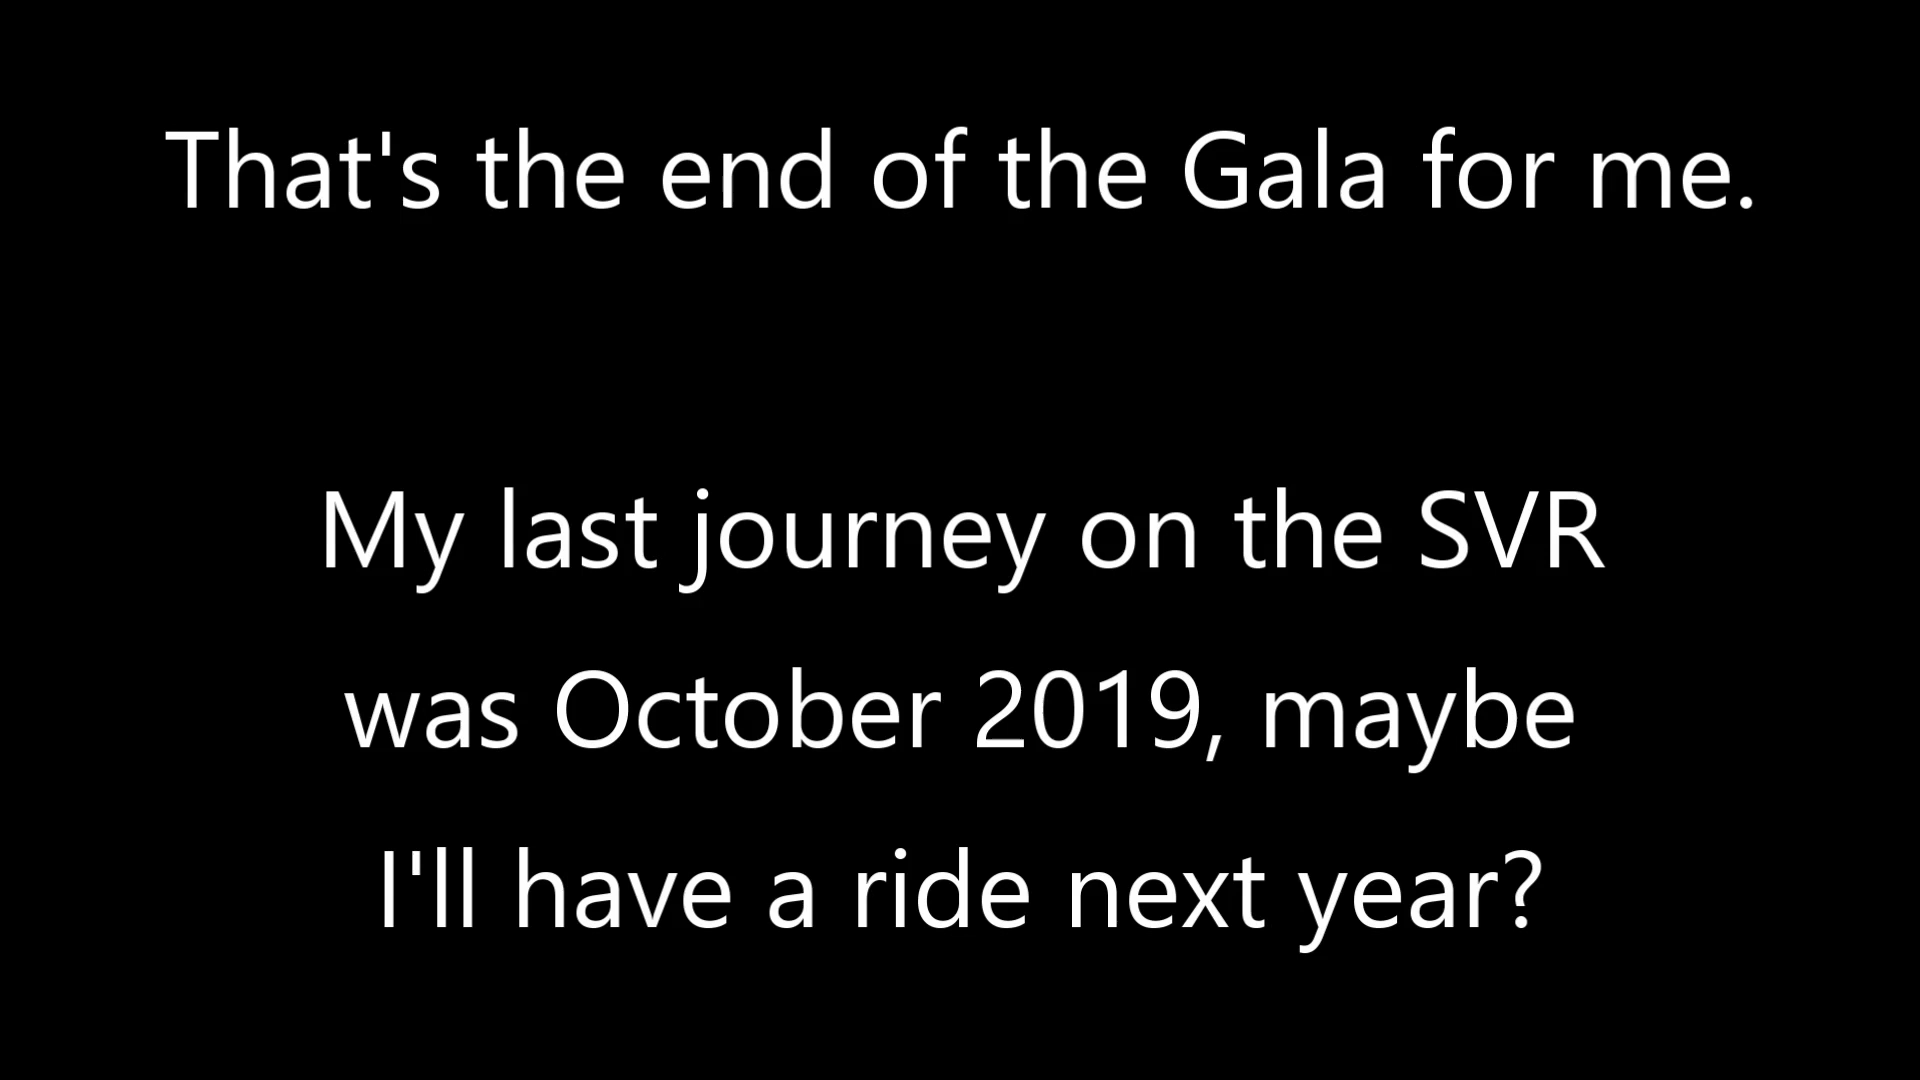 That's the end of the Gala for me.
My last journey on the SVR
was October 2019, maybe
I'll have a ride next year?